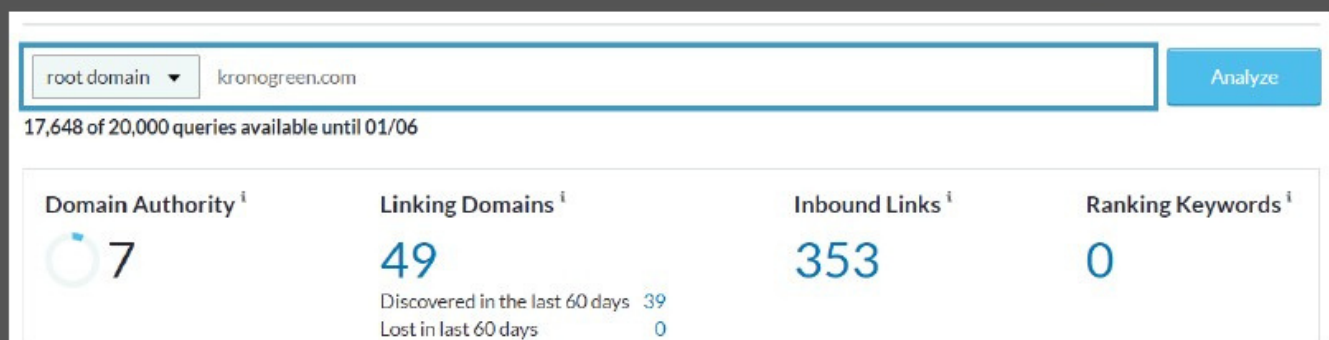 root domain kronogreen.com Analyze
17,648 of 20,000 queries available until 01/06
Domain Authority i Linking Domains i Inbound Links i Ranking Keywords i
7 49 353 0
Discovered in the last 60 days 39
Lost in last 60 days 0